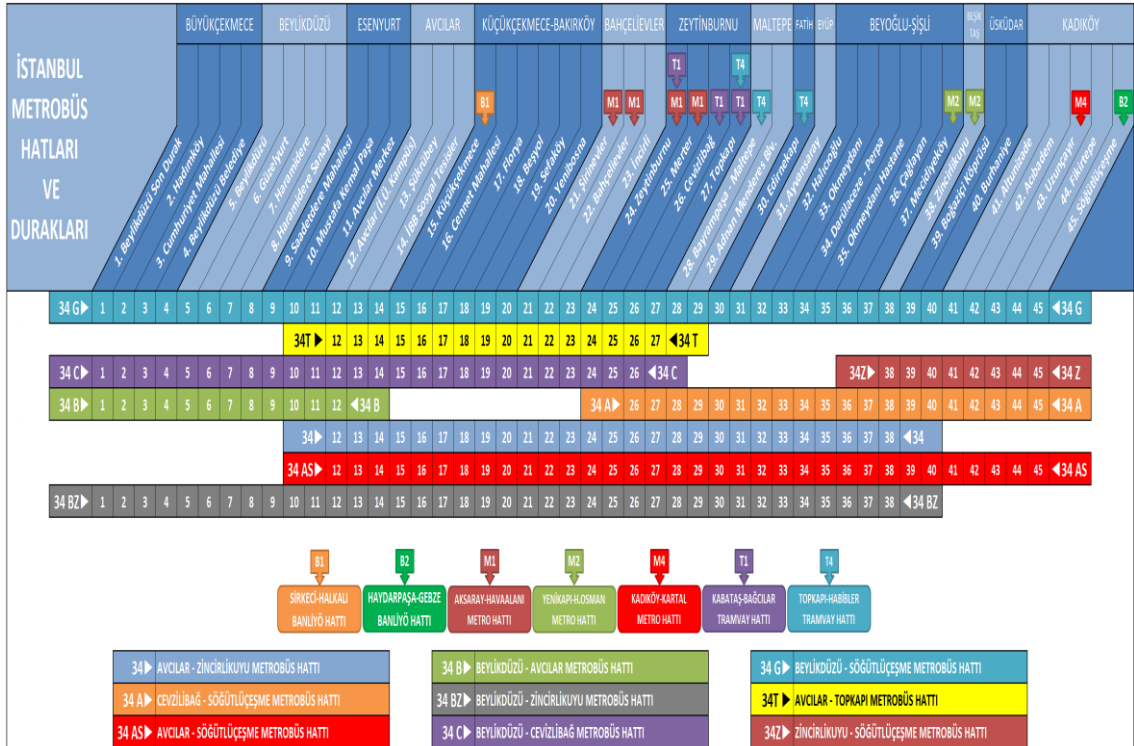 İSTANBUL
METROBÜS
HATLARI
VE
DURAKLARI
BÜYÜKÇEKMECE
BEYLİKDÜZÜ
ESENYURT
AVCILAR
KÜÇÜKÇEKMECE-BAKIRKÖY
BAHÇELİEVLER
ZEYTİNBURNU
MALTEPE
FATİH
EYÜP
BEYOĞLU-ŞİŞLİ
BEŞİK
TAŞ
ÜSKÜDAR
KADIKÖY
T1 T4
B1 M1 M1 M1 M1 T1 T1 T4 T4 M2 M2 M4 B2
1. Beylikdüzü Son Durak
2. Hadımköy
3. Cumhuriyet Mahallesi
4. Beylikdüzü Belediye
5. Beylikdüzü
6. Güzelyurt
7. Haramidere
8. Haramidere Sanayi
9. Saadetdere Mahallesi
10. Mustafa Kemal Paşa
11. Avcılar Merkez
12. Avcılar (İ.Ü Kampüs)
13. Şükrübey
14. İBB Sosyal Tesisler
15. Küçükçekmece
16. Cennet Mahallesi
17. Florya
18. Beşyol
19. Sefaköy
20. Yenibosna
21. Şirinevler
22. Bahçelievler
23. İncirli
24. Zeytinburnu
25. Merter
26. Cevizlibağ
27. Topkapı
28. Bayrampaşa - Maltepe
29. Adnan Menderes Blv.
30. Edirnekapı
31. Ayvansaray
32. Halıcıoğlu
33. Okmeydanı
34. Darülaceze - Perpa
35. Okmeydanı Hastane
36. Çağlayan
37. Mecidiyeköy
38. Zincirlikuyu
39. Boğaziçi Köprüsü
40. Burhaniye
41. Altunizade
42. Acıbadem
43. Uzunçayır
44. Fikirtepe
45. Söğütlüçeşme
34 G 1 2 3 4 5 6 7 8 9 10 11 12 13 14 15 16 17 18 19 20 21 22 23 24 25 26 27 28 29 30 31 32 33 34 35 36 37 38 39 40 41 42 43 44 45 34 G
34T 12 13 14 15 16 17 18 19 20 21 22 23 24 25 26 27 34 T
34 C 1 2 3 4 5 6 7 8 9 10 11 12 13 14 15 16 17 18 19 20 21 22 23 24 25 26 34 C 34Z 38 39 40 41 42 43 44 45 34 Z
34 B 1 2 3 4 5 6 7 8 9 10 11 12 34 B 34 A 26 27 28 29 30 31 32 33 34 35 36 37 38 39 40 41 42 43 44 45 34 A
34 12 13 14 15 16 17 18 19 20 21 22 23 24 25 26 27 28 29 30 31 32 33 34 35 36 37 38 34
34 AS 12 13 14 15 16 17 18 19 20 21 22 23 24 25 26 27 28 29 30 31 32 33 34 35 36 37 38 39 40 41 42 43 44 45 34 AS
34 BZ 1 2 3 4 5 6 7 8 9 10 11 12 13 14 15 16 17 18 19 20 21 22 23 24 25 26 27 28 29 30 31 32 33 34 35 36 37 38 34 BZ
B1
SİRKECİ-HALKALI
BANLİYÖ HATTI
B2
HAYDARPAŞA-GEBZE
BANLİYÖ HATTI
M1
AKSARAY-HAVAALANI
METRO HATTI
M2
YENİKAPI-H.OSMAN
METRO HATTI
M4
KADIKÖY-KARTAL
METRO HATTI
T1
KABATAŞ-BAĞCILAR
TRAMVAY HATTI
T4
TOPKAPI-HABİBLER
TRAMVAY HATTI
34 AVCILAR - ZİNCİRLİKUYU METROBÜS HATTI
34 A CEVZİLİBAĞ - SÖĞÜTLÜÇEŞME METROBÜS HATTI
34 AS AVCILAR - SÖĞÜTLÜÇEŞME METROBÜS HATTI
34 B BEYLİKDÜZÜ - AVCILAR METROBÜS HATTI
34 BZ BEYLİKDÜZÜ - ZİNCİRLİKUYU METROBÜS HATTI
34 C BEYLİKDÜZÜ - CEVİZLİBAĞ METROBÜS HATTI
34 G BEYLİKDÜZÜ - SÖĞÜTLÜÇEŞME METROBÜS HATTI
34T AVCILAR - TOPKAPI METROBÜS HATTI
34Z ZİNCİRLİKUYU - SÖĞÜTLÜÇEŞME METROBÜS HATTI